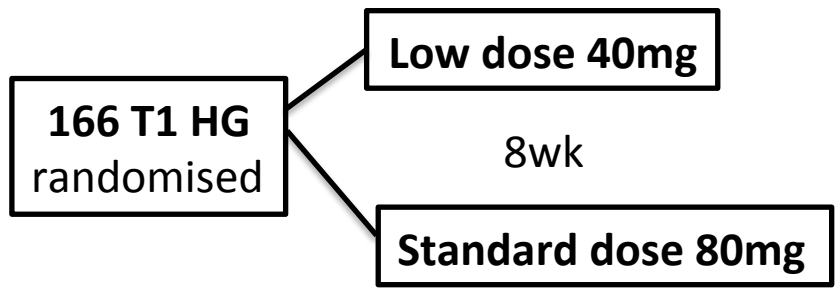 Low dose 40mg
166 T1 HG
randomised
8wk
Standard dose 80mg